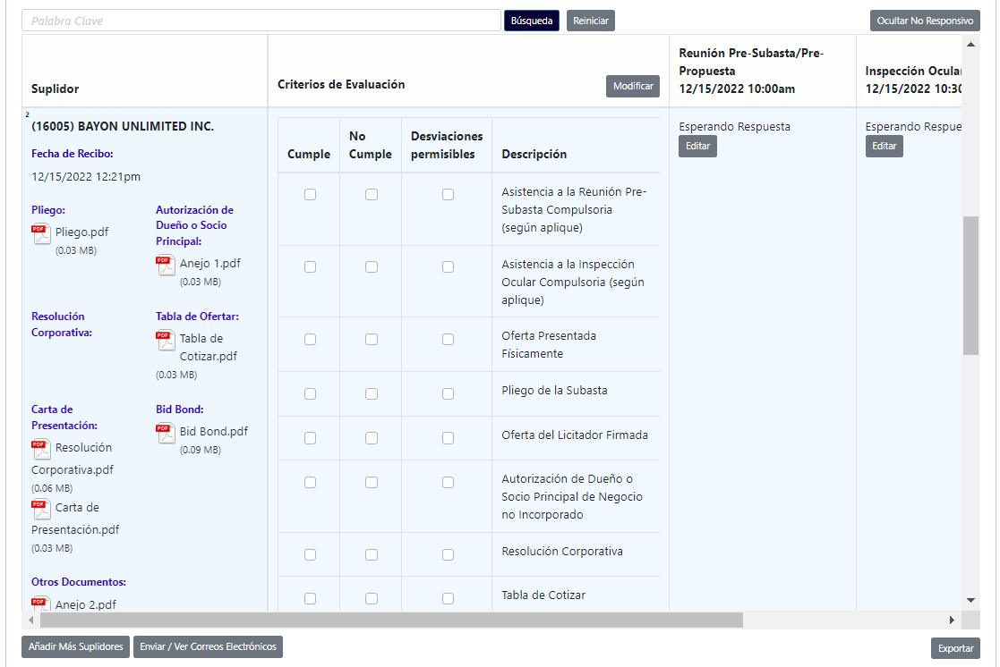 Palabra Clave
Búsqueda
Reiniciar
Ocultar No Responsivo
Suplidor
Criterios de Evaluación
Modificar
Reunión Pre-Subasta/Pre-
Propuesta
12/15/2022 10:00am
Inspección Ocular
12/15/2022 10:30
2
(16005) BAYON UNLIMITED INC.
Fecha de Recibo:
12/15/2022 12:21pm
Pliego:
PDF
Pliego.pdf
(0.03 MB)
Autorización de
Dueño o Socio
Principal:
PDF
Anejo 1.pdf
(0.03 MB)
Resolución
Corporativa:
Tabla de Ofertar:
PDF
Tabla de
Cotizar.pdf
(0.03 MB)
Carta de
Presentación:
PDF
Resolución
Corporativa.pdf
(0.06 MB)
PDF
Carta de
Presentación.pdf
(0.03 MB)
Bid Bond:
PDF
Bid Bond.pdf
(0.09 MB)
Otros Documentos:
PDF
Anejo 2.pdf
Cumple
No
Cumple
Desviaciones
permisibles
Descripción
Asistencia a la Reunión Pre-
Subasta Compulsoria
(según aplique)
Asistencia a la Inspección
Ocular Compulsoria (según
aplique)
Oferta Presentada
Físicamente
Pliego de la Subasta
Oferta del Licitador Firmada
Autorización de Dueño o
Socio Principal de Negocio
no Incorporado
Resolución Corporativa
Tabla de Cotizar
Esperando Respuesta
Editar
Esperando Respue
Editar
Añadir Más Suplidores
Enviar / Ver Correos Electrónicos
Exportar